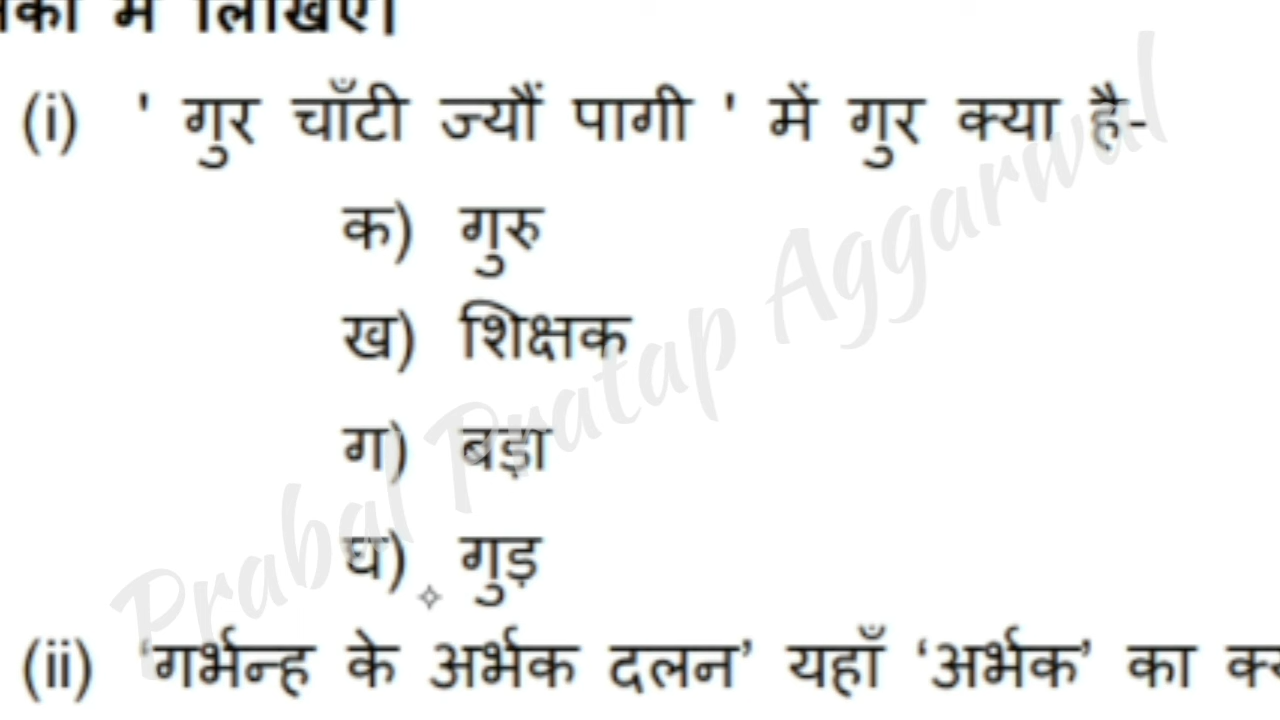 में लिखिए।
(i) ' गुर चाँटी ज्यौं पागी ' में गुर क्या है-
क) गुरु
ख) शिक्षक
ग) बड़ा
घ) गुड़
(ii) ‘गर्भन्ह के अर्भक दलन’ यहाँ ‘अर्भक’ का
Prabal Pratap Aggarwal